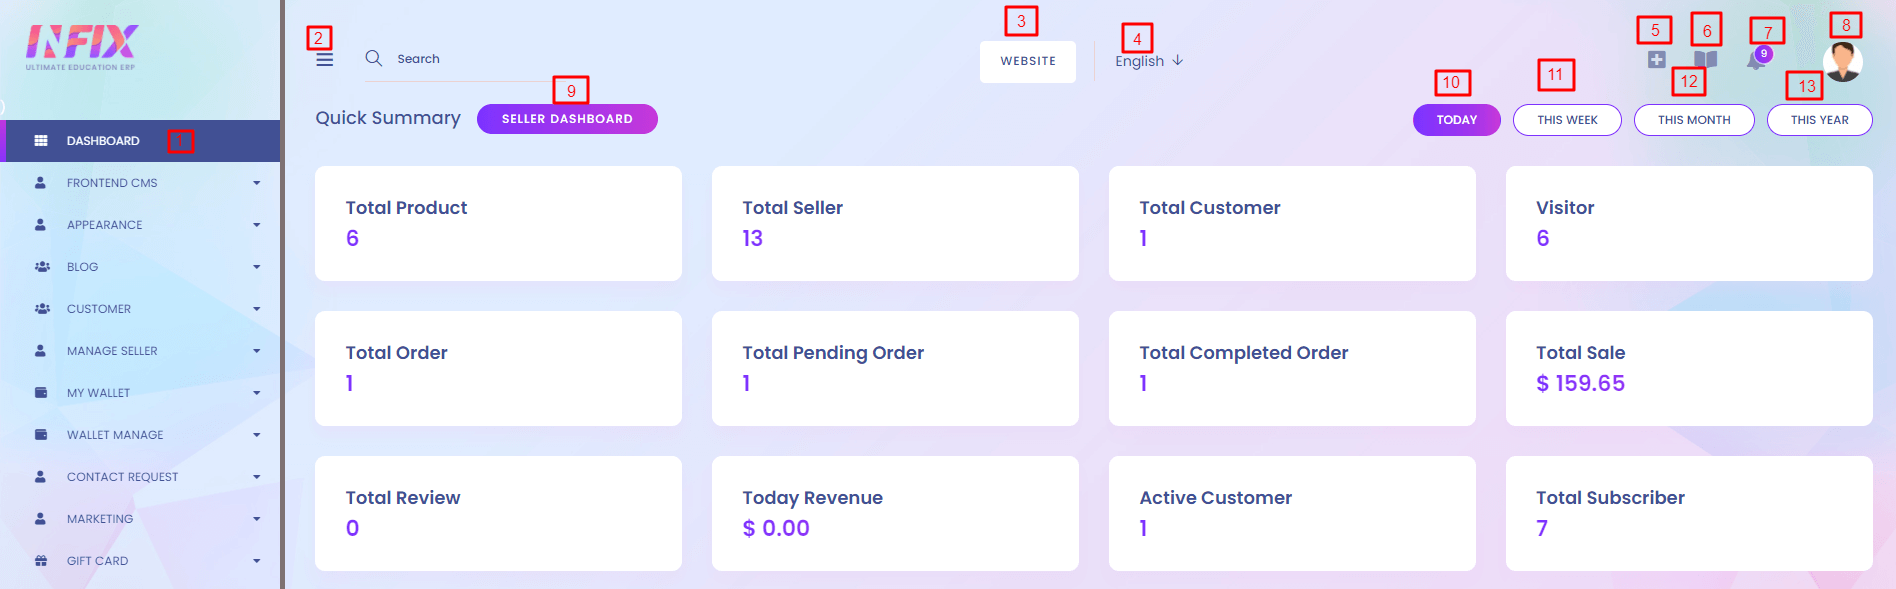 INFIX
ULTIMATE EDUCATION ERP
)
DASHBOARD 1
FRONTEND CMS
APPEARANCE
BLOG
CUSTOMER
MANAGE SELLER
MY WALLET
WALLET MANAGE
CONTACT REQUEST
MARKETING
GIFT CARD
2
3
4
5
6
7
8
Search
WEBSITE
English
9
9
10
11
12
13
Quick Summary
SELLER DASHBOARD
TODAY
THIS WEEK
THIS MONTH
THIS YEAR
Total Product
6
Total Seller
13
Total Customer
1
Visitor
6
Total Order
1
Total Pending Order
1
Total Completed Order
1
Total Sale
$ 159.65
Total Review
0
Today Revenue
$ 0.00
Active Customer
1
Total Subscriber
7